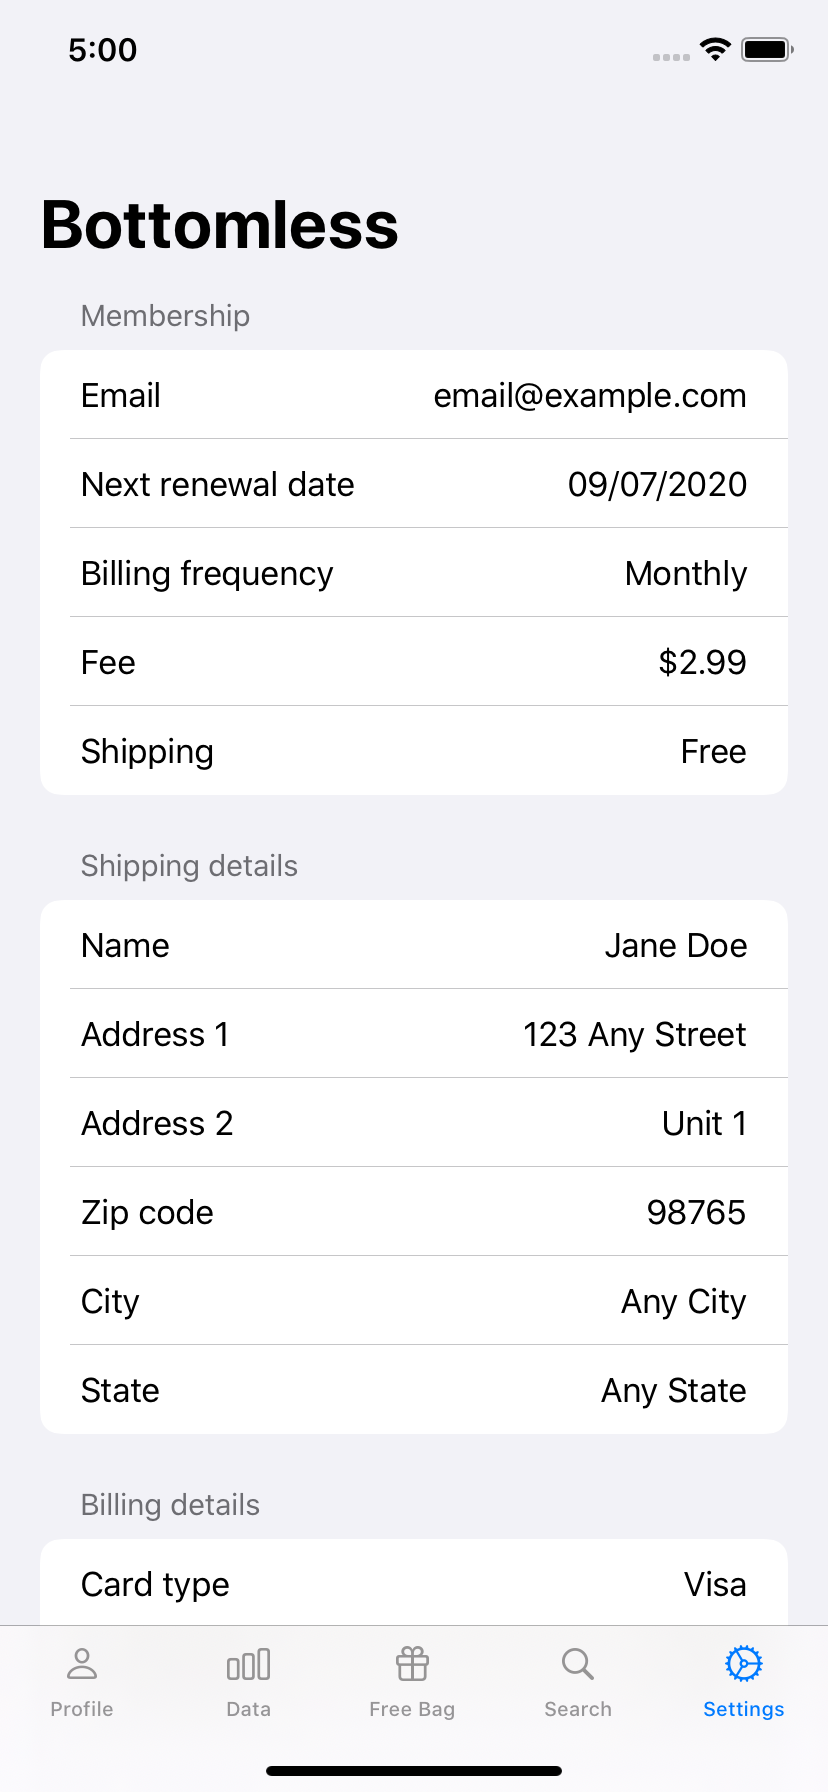 5:00
Bottomless
Membership
Email email@example.com
Next renewal date 09/07/2020
Billing frequency Monthly
Fee $2.99
Shipping Free
Shipping details
Name Jane Doe
Address 1 123 Any Street
Address 2 Unit 1
Zip code 98765
City Any City
State Any State
Billing details
Card type Visa
Profile Data Free Bag Search Settings